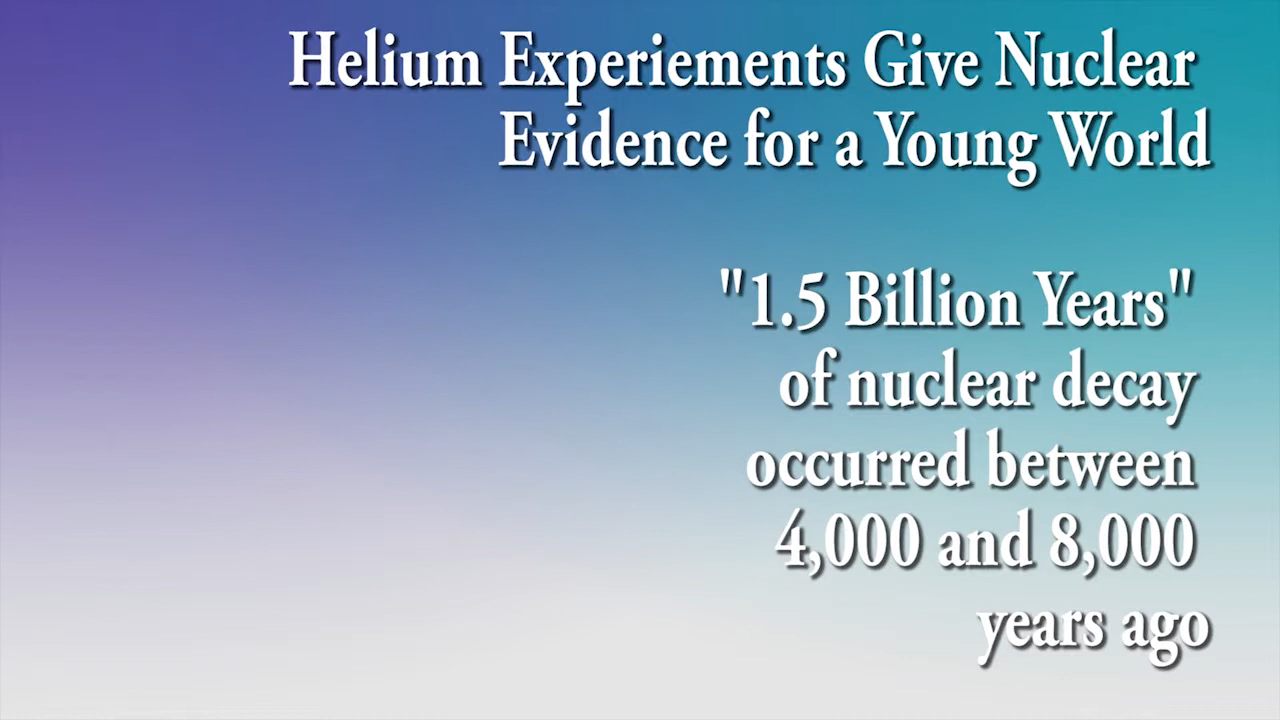 Helium Experiements Give Nuclear
Evidence for a Young World
"1.5 Billion Years"
of nuclear decay
occurred between
4,000 and 8,000
years ago